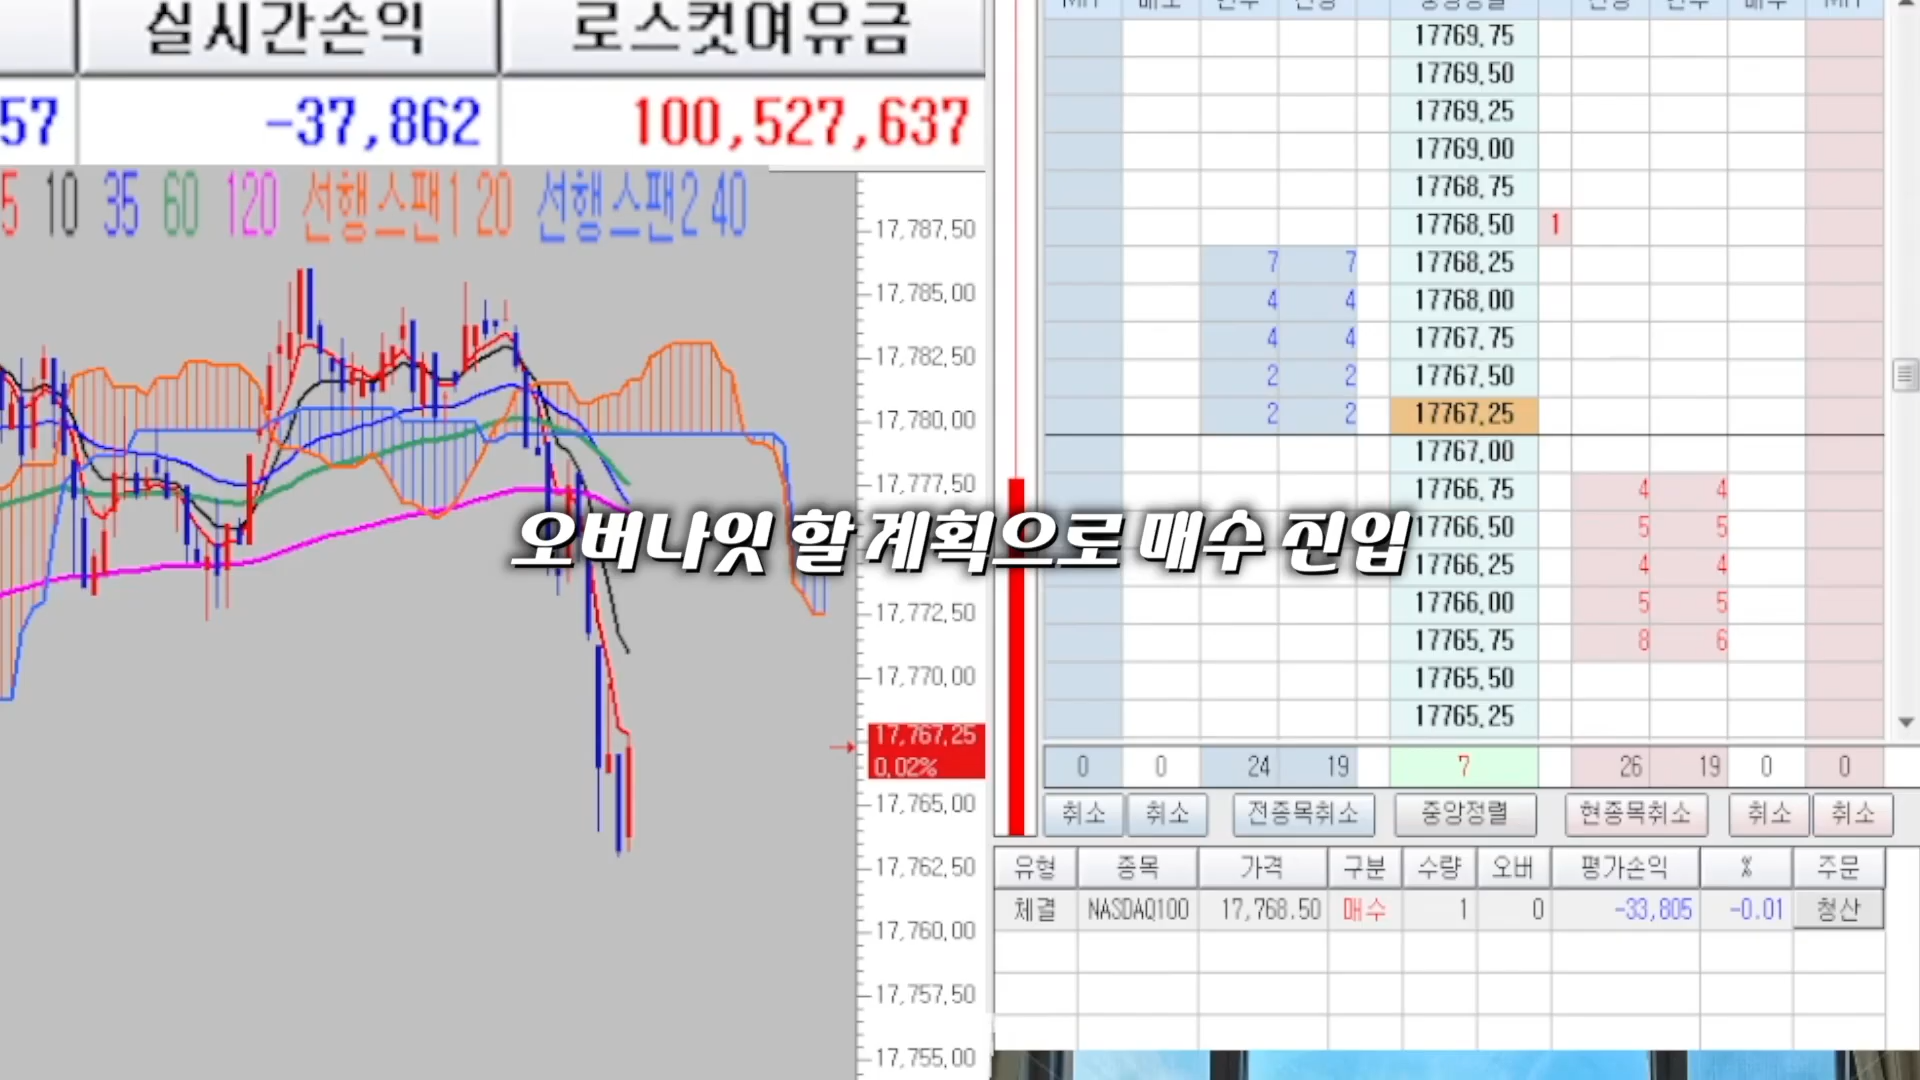 실시간손익 로스컷여유금
57 -37,862 100,527,637
5 10 35 60 120 선행스팬1 20 선행스팬2 40
17,787,50
17,785,00
17,782,50
17,780,00
17,777,50
17,772,50
17,770,00
17,767,25
0,02%
17,765,00
17,762,50
17,760,00
17,757,50
17,755,00
17769,75
17769,50
17769,25
17769,00
17768,75
17768,50 1
7 7 17768,25
4 4 17768,00
4 4 17767,75
2 2 17767,50
2 2 17767,25
17767,00
17766,75 4 4
17766,50 5 5
17766,25 4 4
17766,00 5 5
17765,75 8 6
17765,50
17765,25
0 0 24 19 7 26 19 0 0
취소 취소 전종목취소 중앙정렬 현종목취소 취소 취소
유형 종목 가격 구분 수량 오버 평가손익 % 주문
체결 NASDAQ100 17,768.50 매수 1 0 -33,805 -0.01 청산
오버나잇 할 계획으로 매수 진입